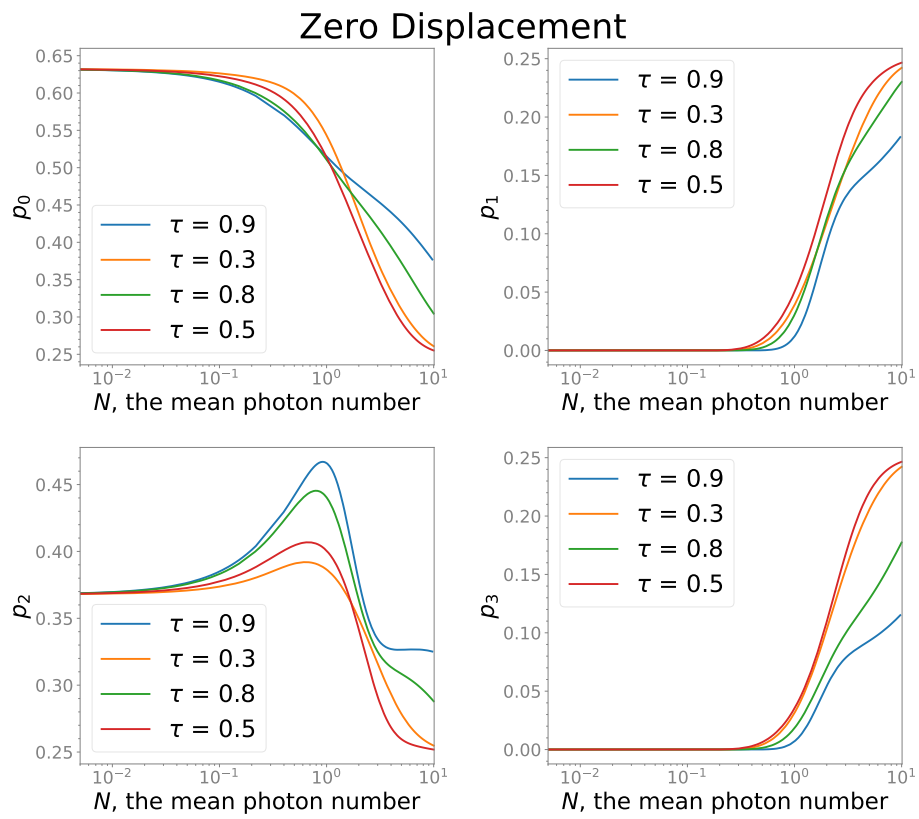 Zero Displacement
p0
0.65
0.60
0.55
0.50
0.45
0.40
0.35
0.30
0.25
τ = 0.9
τ = 0.3
τ = 0.8
τ = 0.5
10^−2 10^−1 10^0 10^1
N, the mean photon number
p1
0.25
0.20
0.15
0.10
0.05
0.00
τ = 0.9
τ = 0.3
τ = 0.8
τ = 0.5
10^−2 10^−1 10^0 10^1
N, the mean photon number
p2
0.45
0.40
0.35
0.30
0.25
τ = 0.9
τ = 0.3
τ = 0.8
τ = 0.5
10^−2 10^−1 10^0 10^1
N, the mean photon number
p3
0.25
0.20
0.15
0.10
0.05
0.00
τ = 0.9
τ = 0.3
τ = 0.8
τ = 0.5
10^−2 10^−1 10^0 10^1
N, the mean photon number